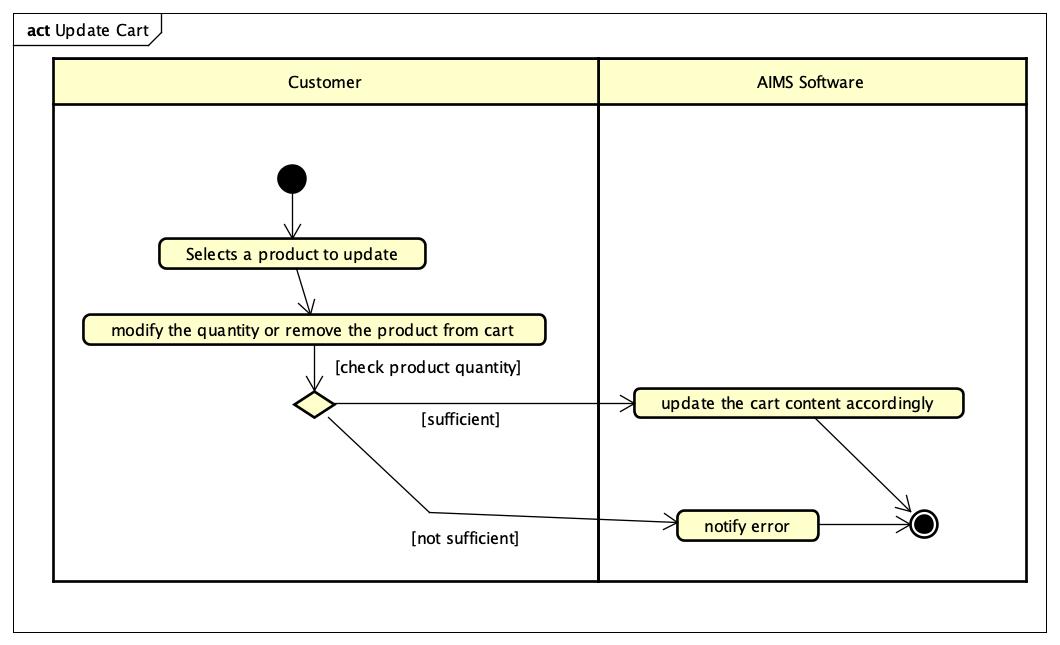 act Update Cart
Customer
AIMS Software
Selects a product to update
modify the quantity or remove the product from cart
[check product quantity]
update the cart content accordingly
[sufficient]
notify error
[not sufficient]